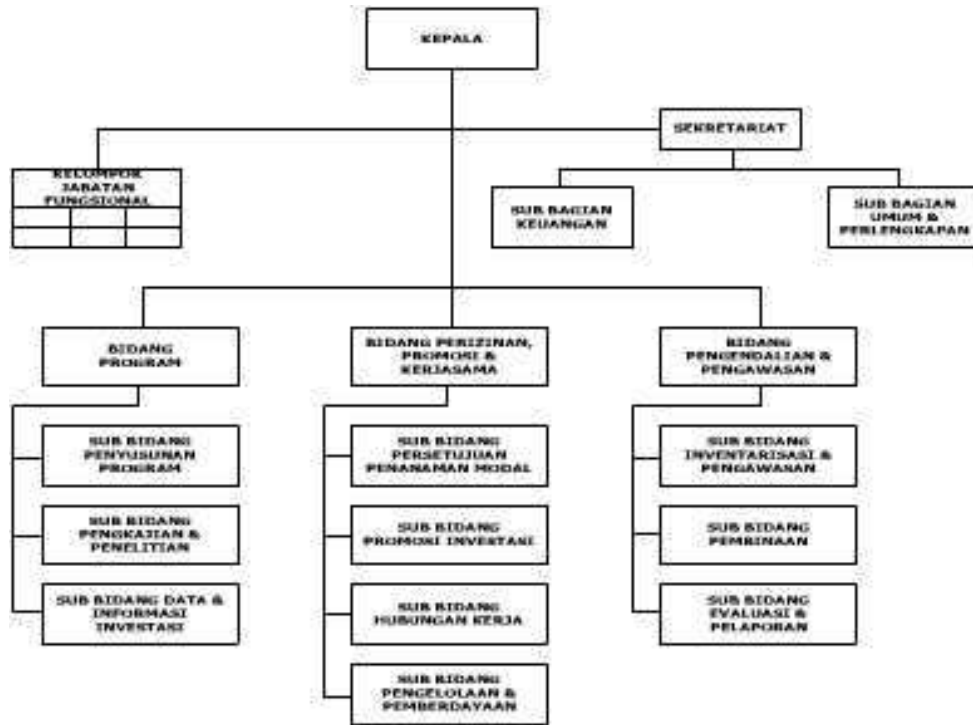 KEPALA
SEKRETARIAT
KELOMPOK
JABATAN
FUNGSIONAL
SUB BAGIAN
KEUANGAN
SUB BAGIAN
UMUM &
PERLENGKAPAN
BIDANG
PROGRAM
BIDANG PERIZINAN,
PROMOSI &
KERJASAMA
BIDANG
PENGENDALIAN &
PENGAWASAN
SUB BIDANG
PENYUSUNAN
PROGRAM
SUB BIDANG
PERSETUJUAN
PENANAMAN MODAL
SUB BIDANG
INVENTARISASI &
PENGAWASAN
SUB BIDANG
PENGKAJIAN &
PENELITIAN
SUB BIDANG
PROMOSI INVESTASI
SUB BIDANG
PEMBINAAN
SUB BIDANG DATA &
INFORMASI
INVESTASI
SUB BIDANG
HUBUNGAN KERJA
SUB BIDANG
EVALUASI &
PELAPORAN
SUB BIDANG
PENGELOLAAN &
PEMBERDAYAAN